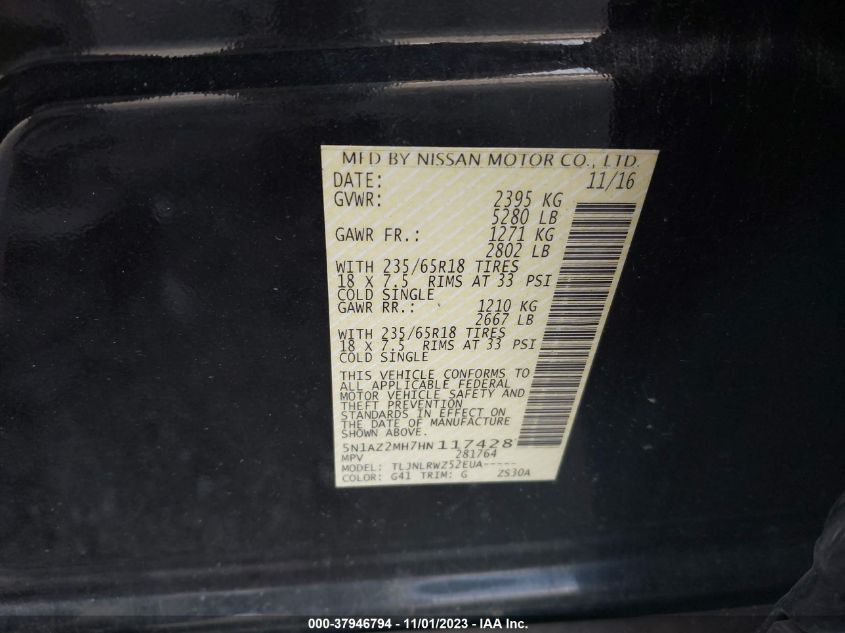 MFD BY NISSAN MOTOR CO., LTD.
DATE: 11/16
GVWR: 2395 KG
5280 LB
GAWR FR.: 1271 KG
2802 LB
WITH 235/65R18 TIRES
18 X 7.5 RIMS AT 33 PSI
COLD SINGLE
GAWR RR.: 1210 KG
2667 LB
WITH 235/65R18 TIRES
18 X 7.5 RIMS AT 33 PSI
COLD SINGLE
THIS VEHICLE CONFORMS TO
ALL APPLICABLE FEDERAL
MOTOR VEHICLE SAFETY AND
THEFT PREVENTION
STANDARDS IN EFFECT ON
THE DATE OF MANUFACTURE
SHOWN ABOVE.
5N1AZ2MH7HN117428
MPV 281764
MODEL: TLJNLRWZ52EUA-----
COLOR: G41 TRIM: G ZS30A
000-37946794 - 11/01/2023 - IAA Inc.